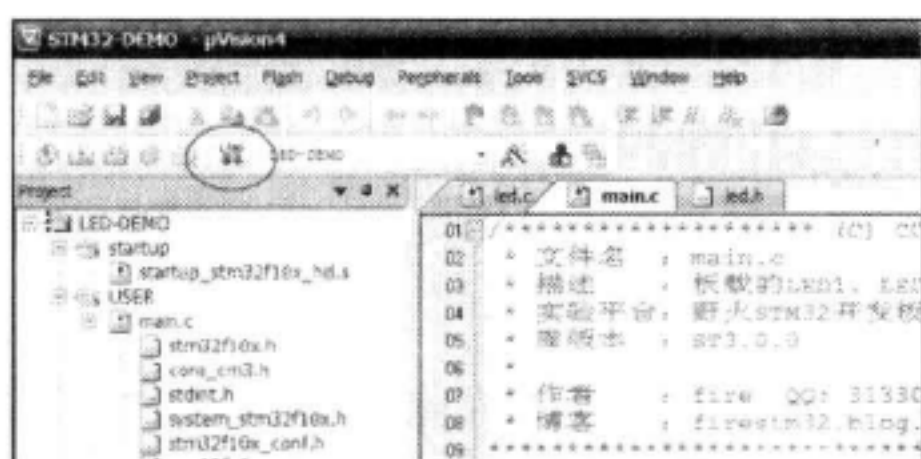 STM32-DEMO - µVision4
File Edit View Project Flash Debug Peripherals Tools SVCS Window Help
LED-DEMO
Project
led.c main.c led.h
LED-DEMO
startup
startup_stm32f10x_hd.s
USER
main.c
stm32f10x.h
core_cm3.h
stdint.h
system_stm32f10x.h
stm32f10x_conf.h
01 /******************** (C) CO
02 * 文件名 : main.c
03 * 描述 : 板载的LED1, LED
04 * 实验平台: 野火STM32开发板
05 * 库版本 : ST3.0.0
06 *
07 * 作者 : fire QQ: 31330
08 * 博客 : firestm32.blog.
09